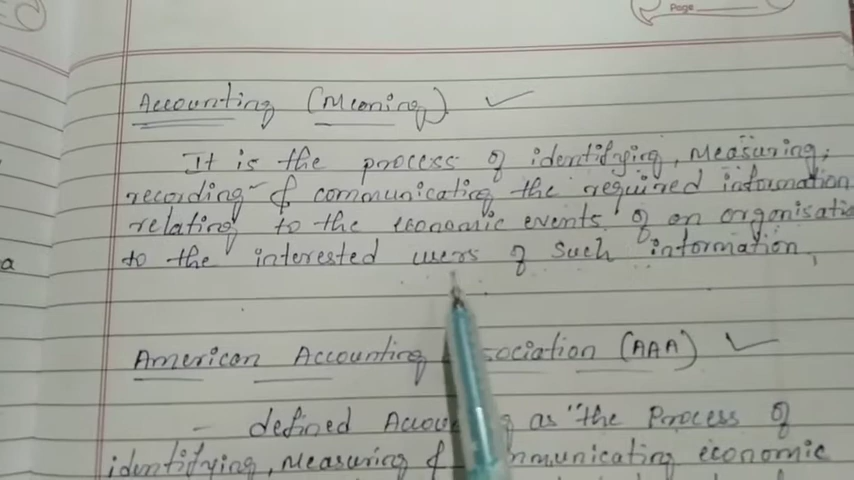 Page
Accounting (Meaning)
It is the process of identifying, Measuring,
recording & communicating the required information
relating to the economic events of an organisatio
to the interested users of such information,
a
American Accounting sociation (AAA)
- defined Accou g as "the Process of
identifying, Measuring & mmunicating economic